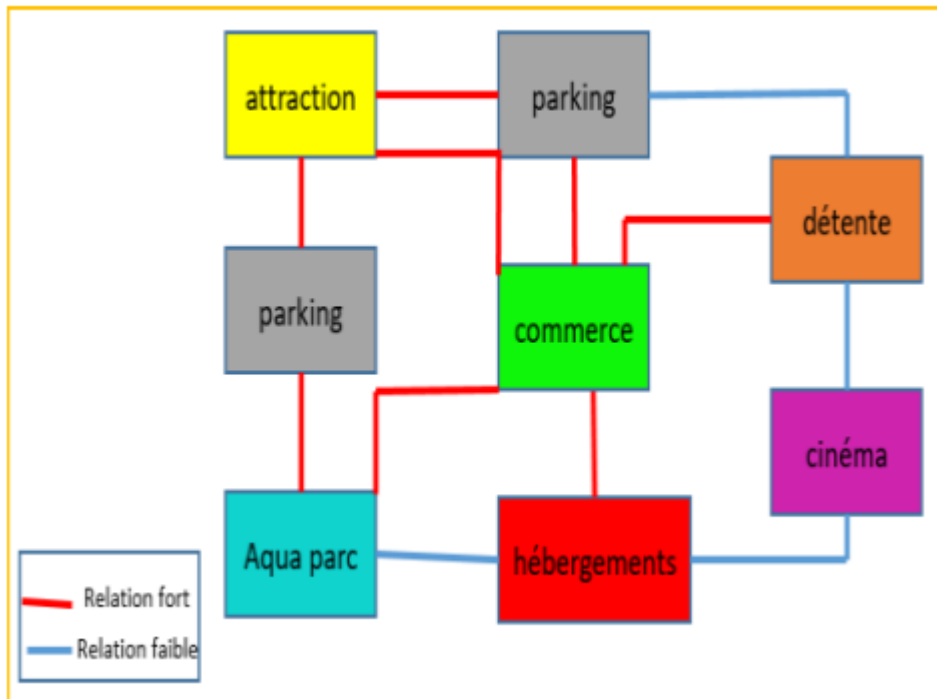 attraction
parking
détente
parking
commerce
cinéma
Aqua parc
hébergements
Relation fort
Relation faible